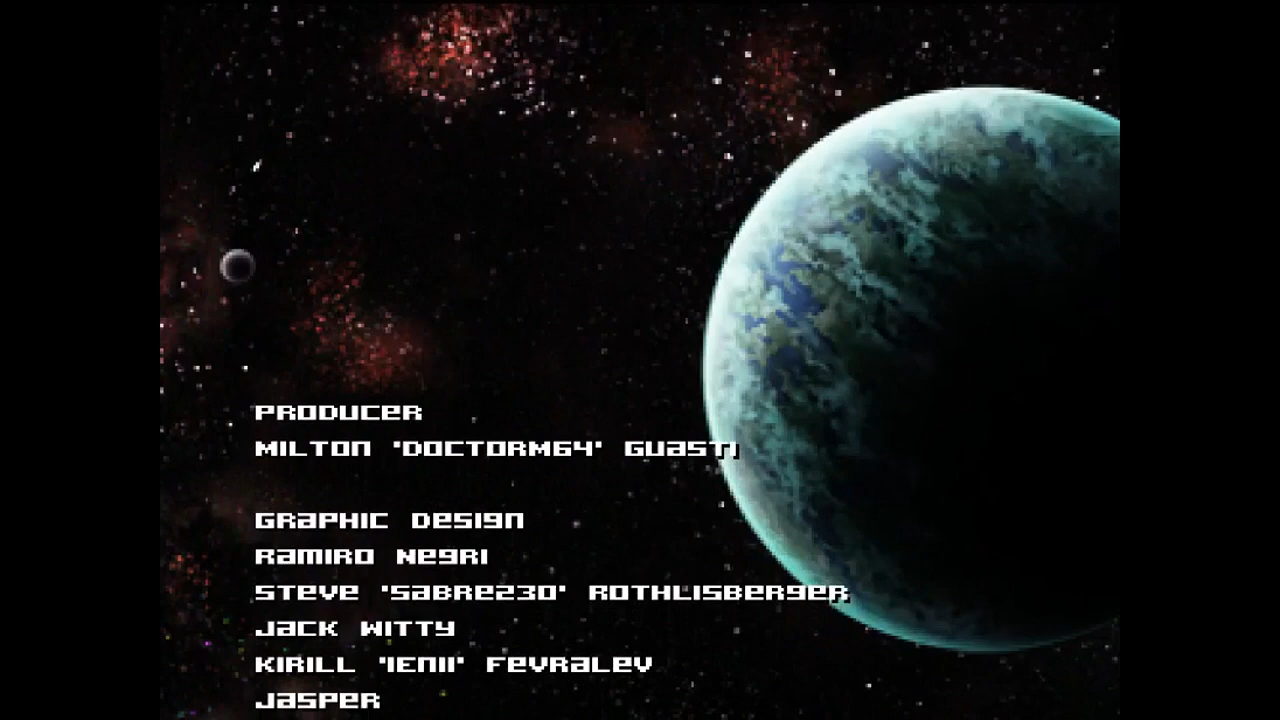 PRODUCER
MILTON 'DOCTORM64' GUASTI
GRAPHIC DESIGN
RAMIRO NEGRI
STEVE 'SABRE230' ROTHLISBERGER
JACK WITTY
KIRILL 'IENII' FEVRALEV
JASPER